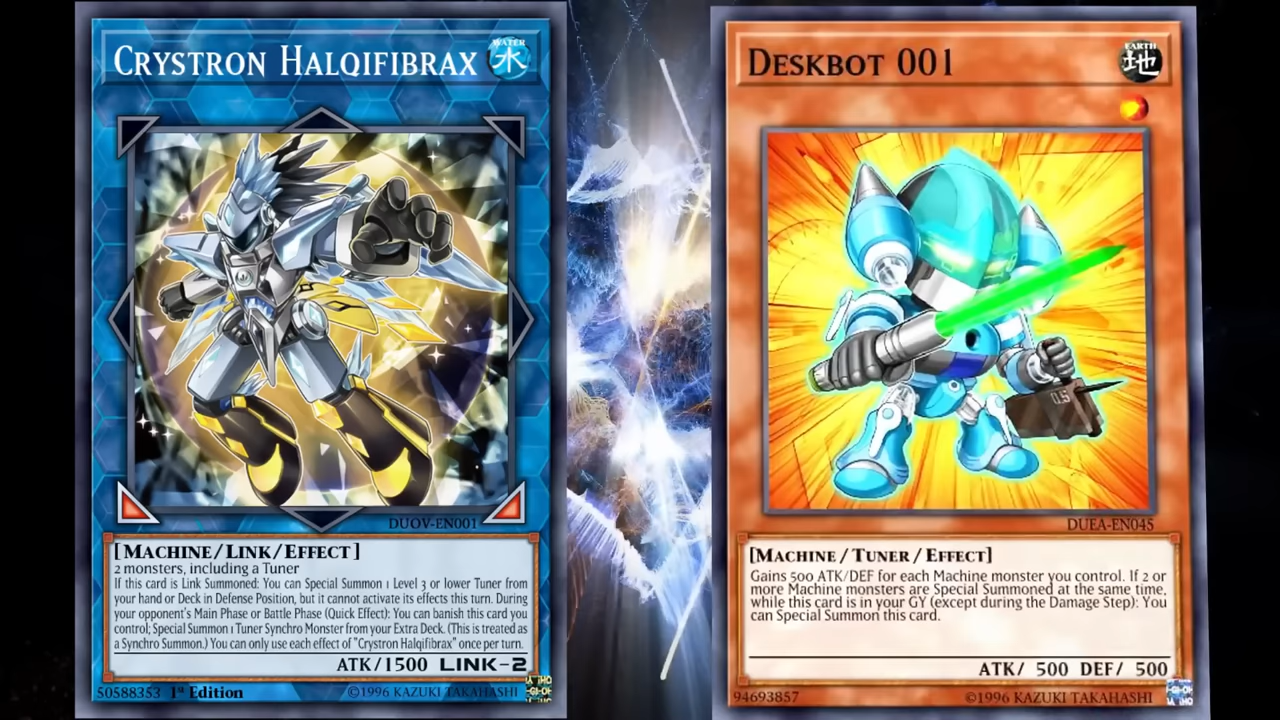 CRYSTRON HALQIFIBRAX
WATER
水
DUOV-EN001
[MACHINE/LINK/EFFECT]
2 monsters, including a Tuner
If this card is Link Summoned: You can Special Summon 1 Level 3 or lower Tuner from
your hand or Deck in Defense Position, but it cannot activate its effects this turn. During
your opponent's Main Phase or Battle Phase (Quick Effect): You can banish this card you
control; Special Summon 1 Tuner Synchro Monster from your Extra Deck. (This is treated as
a Synchro Summon.) You can only use each effect of "Crystron Halqifibrax" once per turn.
ATK/1500 LINK-2
50588353 1st Edition ©1996 KAZUKI TAKAHASHI
DESKBOT 001
EARTH
地
0.5
DUEA-EN045
[MACHINE/TUNER/EFFECT]
Gains 500 ATK/DEF for each Machine monster you control. If 2 or
more Machine monsters are Special Summoned at the same time,
while this card is in your GY (except during the Damage Step): You
can Special Summon this card.
ATK/ 500 DEF/ 500
94693857 ©1996 KAZUKI TAKAHASHI